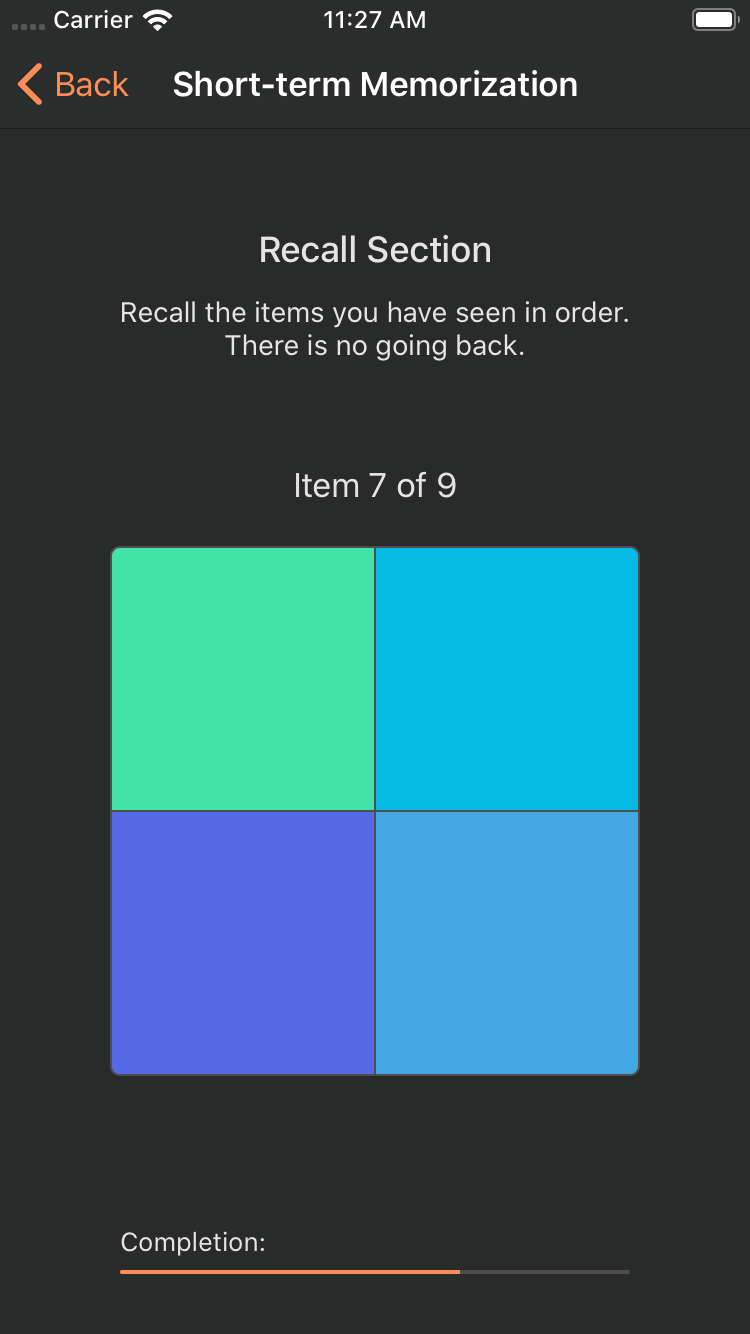 Carrier 11:27 AM
Back Short-term Memorization
Recall Section
Recall the items you have seen in order.
There is no going back.
Item 7 of 9
Completion: